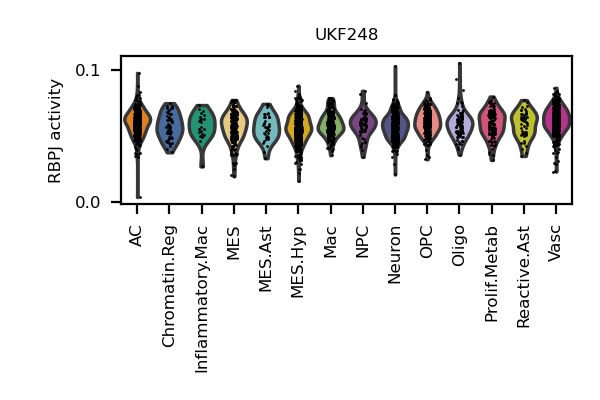 UKF248
RBPJ activity
0.1
0.0
AC
Chromatin.Reg
Inflammatory.Mac
MES
MES.Ast
MES.Hyp
Mac
NPC
Neuron
OPC
Oligo
Prolif.Metab
Reactive.Ast
Vasc